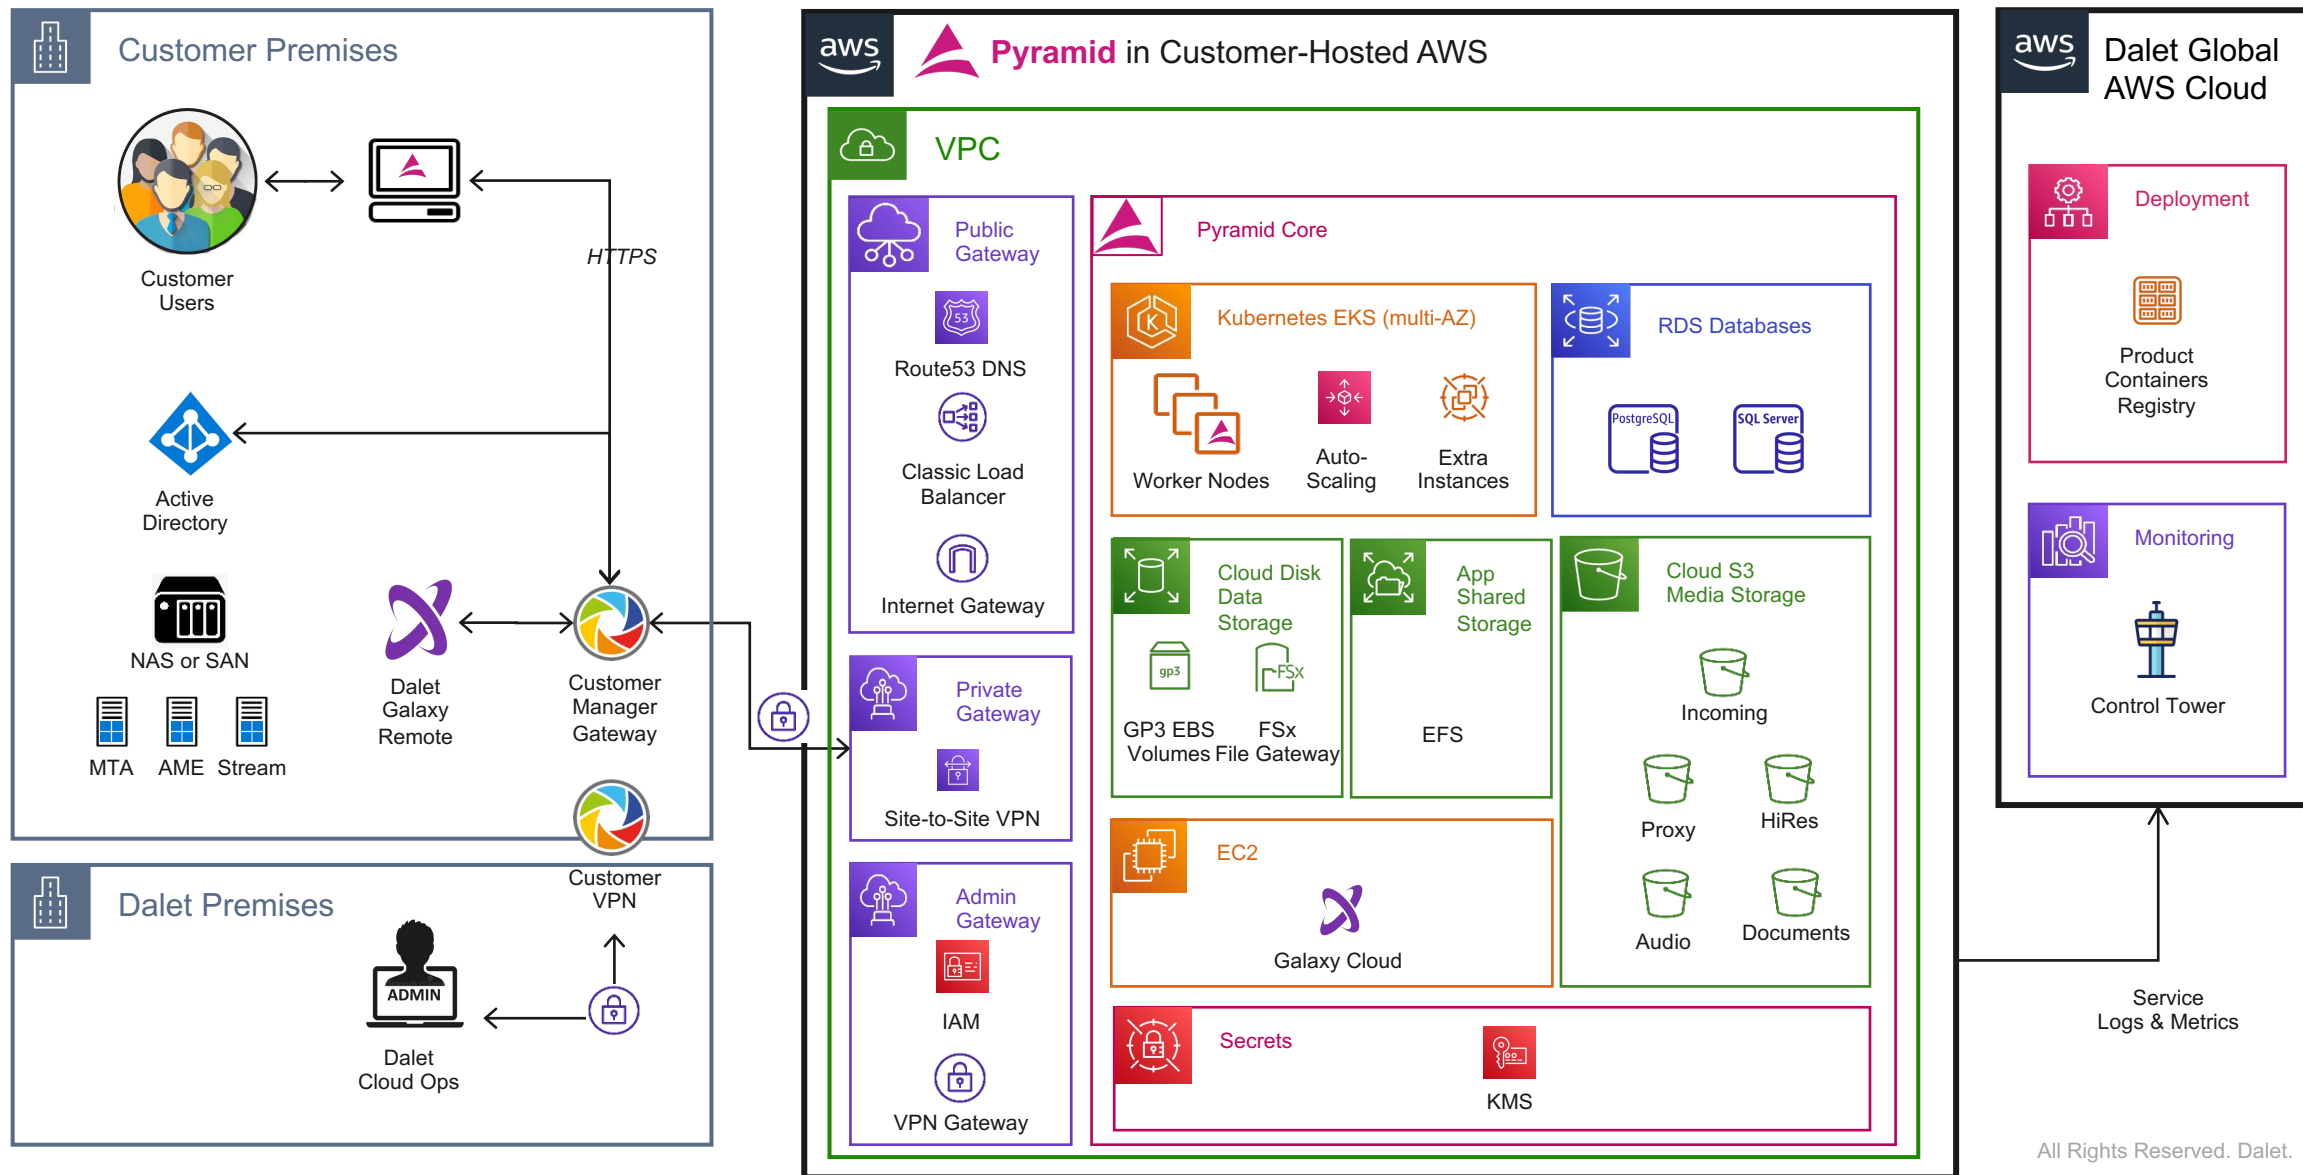 Customer Premises
Customer
Users
HTTPS
Active
Directory
NAS or SAN
MTA
AME
Stream
Dalet
Galaxy
Remote
Customer
Manager
Gateway
Dalet Premises
Customer
VPN
ADMIN
Dalet
Cloud Ops
aws
Pyramid in Customer-Hosted AWS
VPC
Public
Gateway
53
Route53 DNS
Classic Load
Balancer
Internet Gateway
Private
Gateway
Site-to-Site VPN
Admin
Gateway
IAM
VPN Gateway
Pyramid Core
K
Kubernetes EKS (multi-AZ)
Worker Nodes
Auto-
Scaling
Extra
Instances
RDS Databases
PostgreSQL
SQL Server
Cloud Disk
Data
Storage
gp3
FSx
GP3 EBS
Volumes
FSx
File Gateway
App
Shared
Storage
EFS
Cloud S3
Media Storage
Incoming
Proxy
HiRes
Audio
Documents
EC2
Galaxy Cloud
Secrets
KMS
aws
Dalet Global
AWS Cloud
Deployment
Product
Containers
Registry
Monitoring
Control Tower
Service
Logs & Metrics
All Rights Reserved. Dalet.